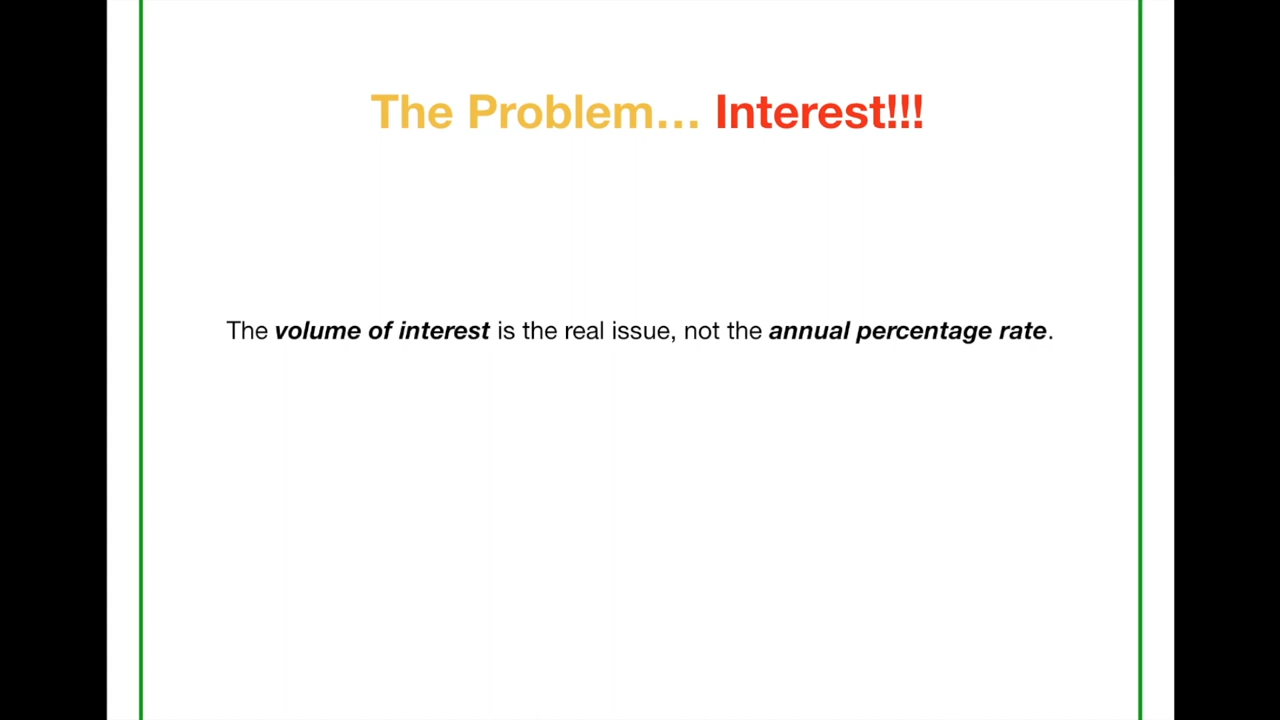 The Problem... Interest!!!
The volume of interest is the real issue, not the annual percentage rate.